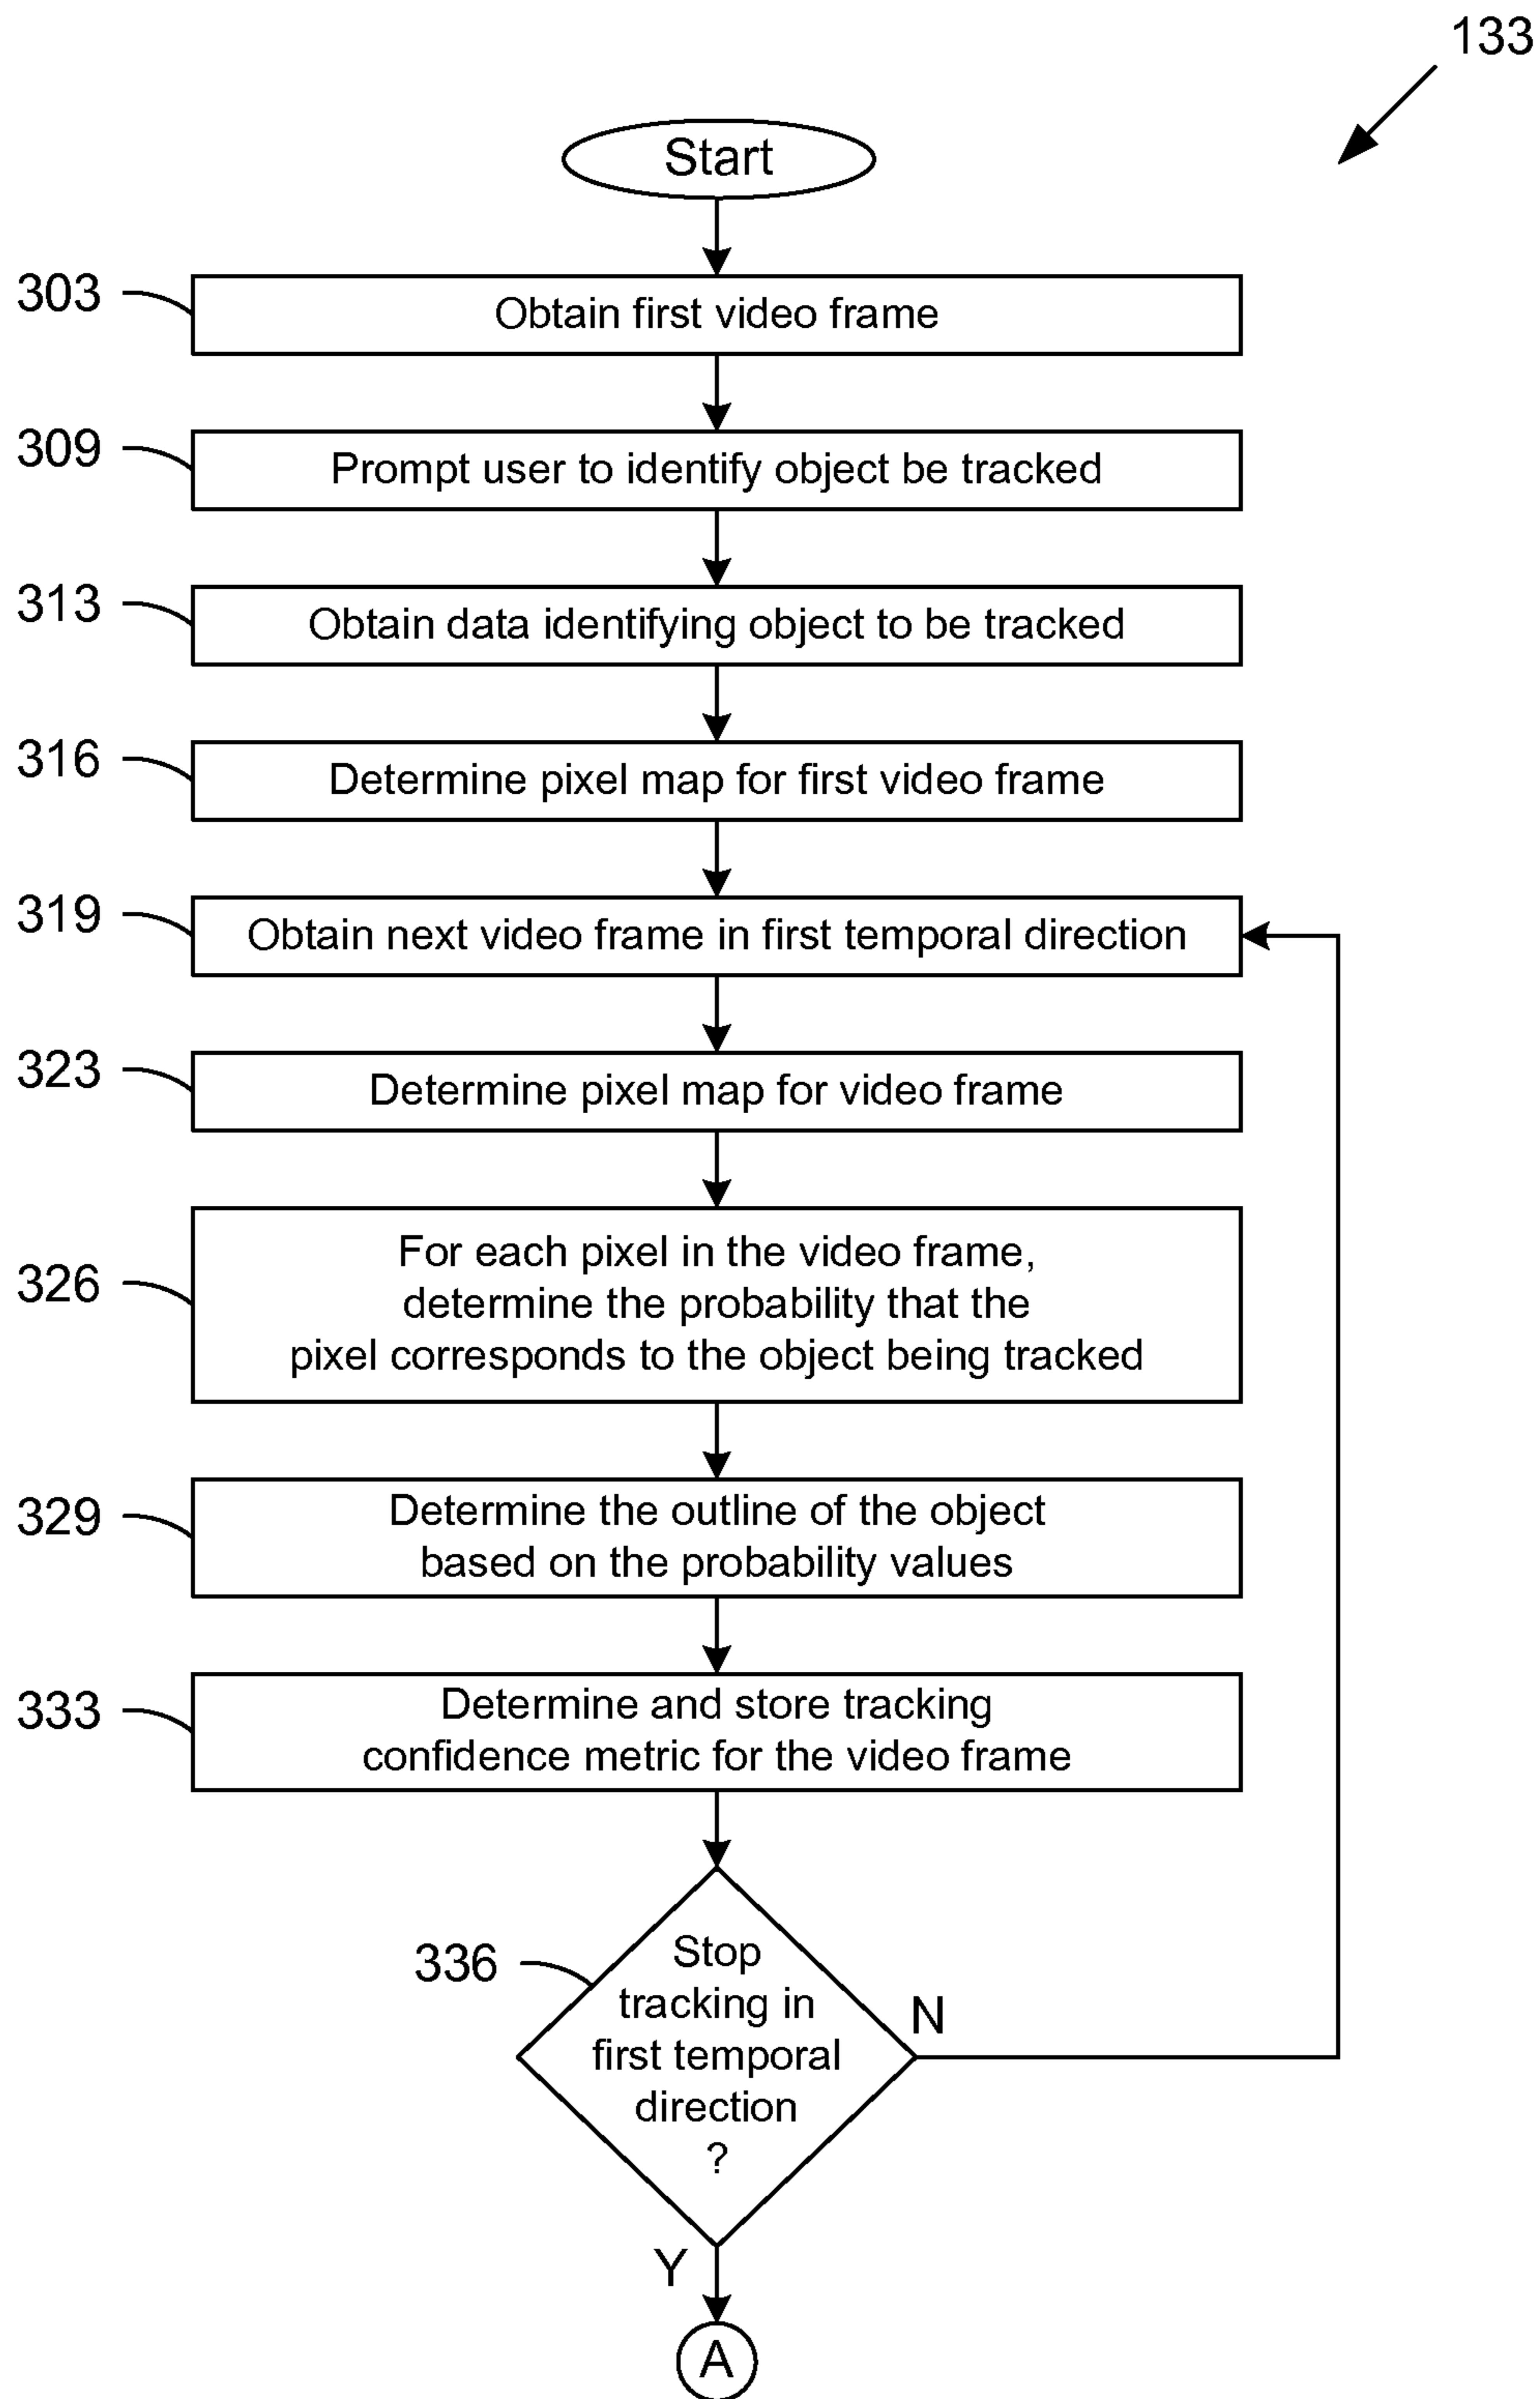 133
Start
303
Obtain first video frame
309
Prompt user to identify object be tracked
313
Obtain data identifying object to be tracked
316
Determine pixel map for first video frame
319
Obtain next video frame in first temporal direction
323
Determine pixel map for video frame
326
For each pixel in the video frame,
determine the probability that the
pixel corresponds to the object being tracked
329
Determine the outline of the object
based on the probability values
333
Determine and store tracking
confidence metric for the video frame
336
Stop
tracking in
first temporal
direction
?
N
Y
A